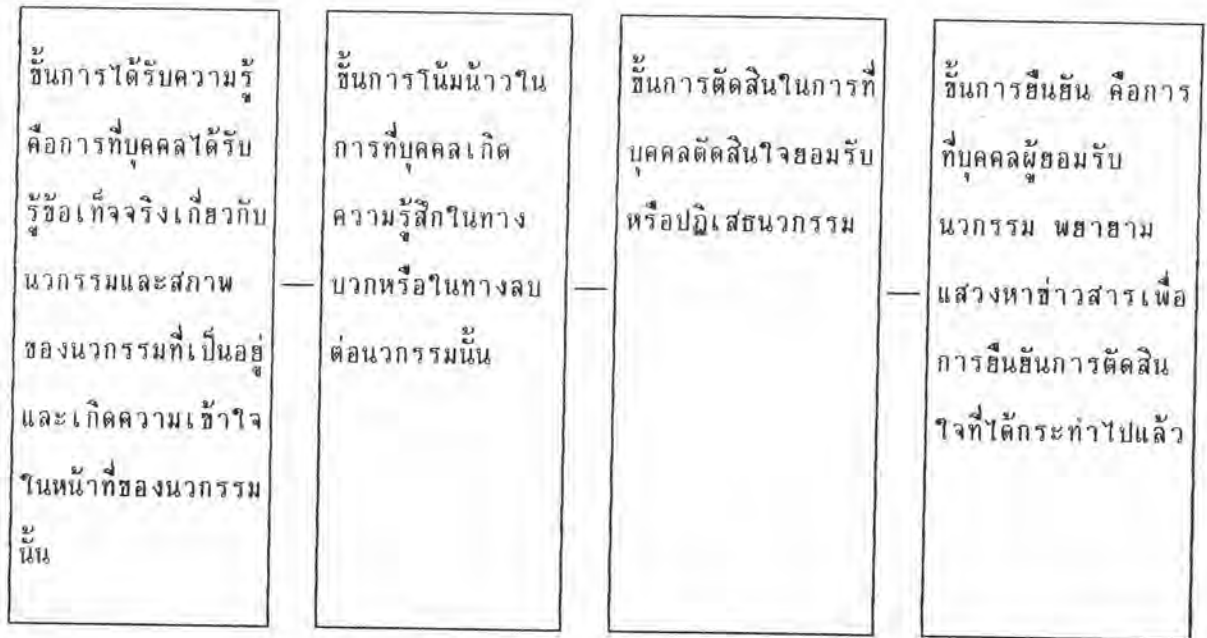 ขั้นการได้รับความรู้
คือการที่บุคคลได้รับ
รู้ข้อเท็จจริงเกี่ยวกับ
นวกรรมและสภาพ
ของนวกรรมที่เป็นอยู่
และเกิดความเข้าใจ
ในหน้าที่ของนวกรรม
นั้น
ขั้นการโน้มน้าวใน
การที่บุคคลเกิด
ความรู้สึกในทาง
บวกหรือในทางลบ
ต่อนวกรรมนั้น
ขั้นการตัดสินในการที่
บุคคลตัดสินใจยอมรับ
หรือปฏิเสธนวกรรม
ขั้นการยืนยัน คือการ
ที่บุคคลผู้ยอมรับ
นวกรรม พยายาม
แสวงหาข่าวสารเพื่อ
การยืนยันการตัดสิน
ใจที่ได้กระทำไปแล้ว